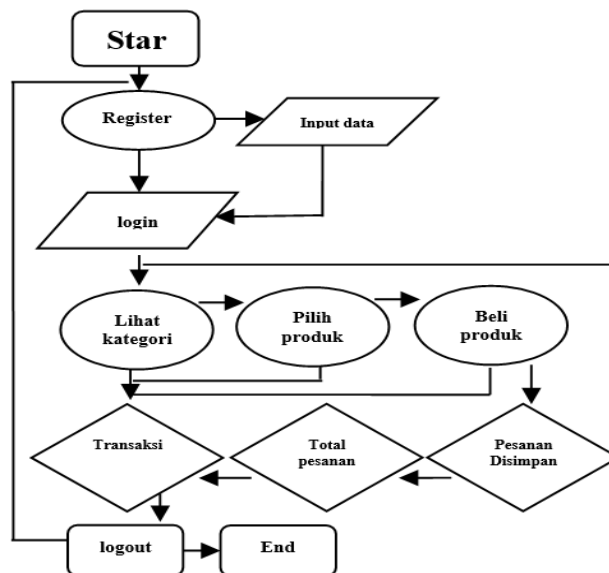 Star
Register
Input data
login
Lihat
kategori
Pilih
produk
Beli
produk
Transaksi
Total
pesanan
Pesanan
Disimpan
logout
End